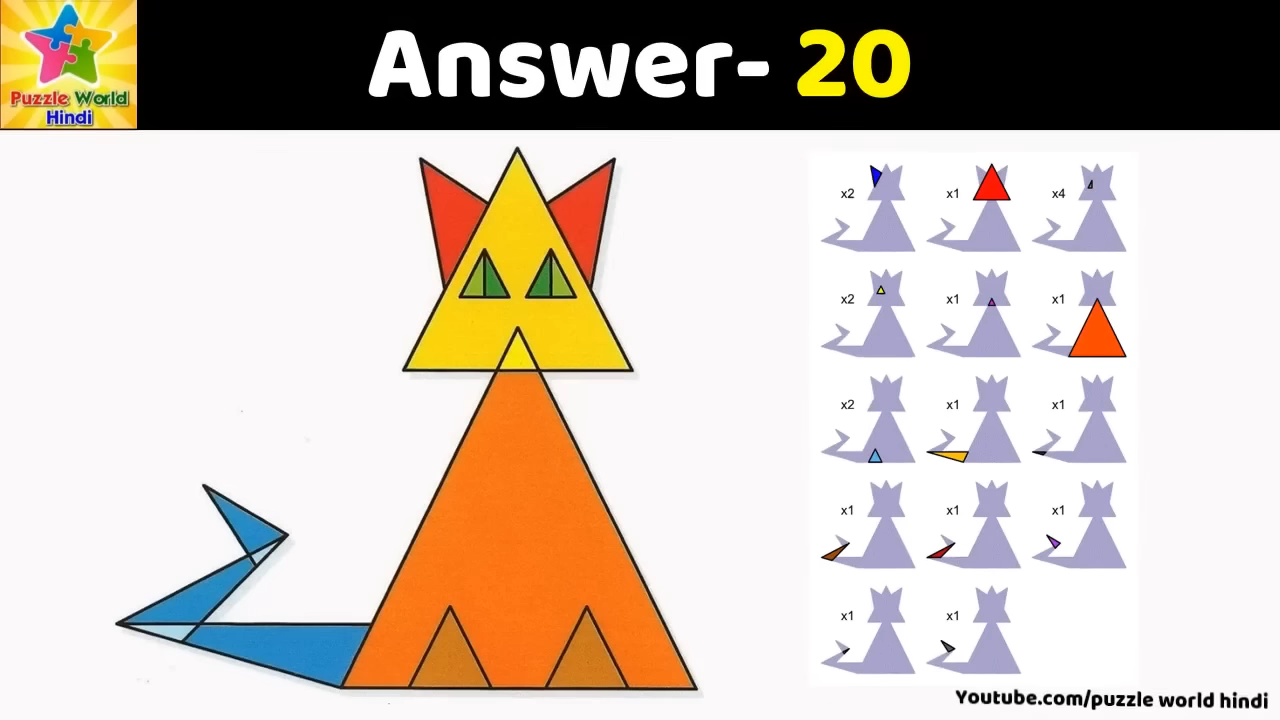 Puzzle World
Hindi
Answer- 20
x2 x1 x4
x2 x1 x1
x2 x1 x1
x1 x1 x1
x1 x1
Youtube.com/puzzle world hindi